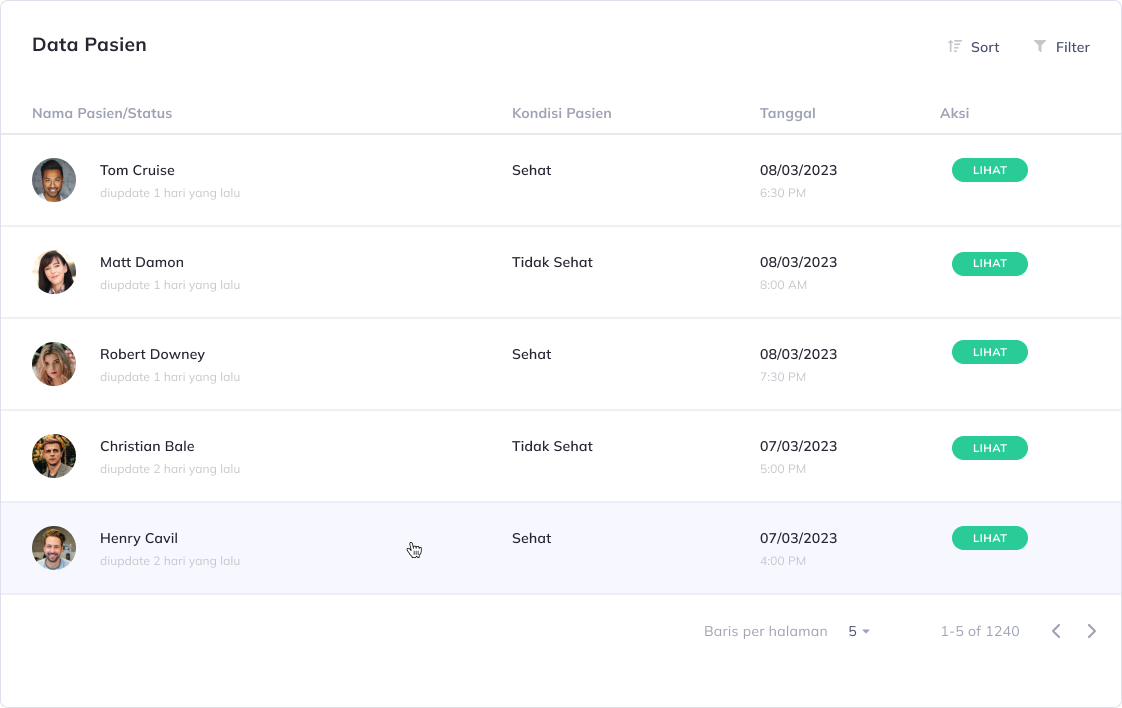 Data Pasien
Sort
Filter
Nama Pasien/Status
Kondisi Pasien
Tanggal
Aksi
Tom Cruise
Sehat
08/03/2023
LIHAT
diupdate 1 hari yang lalu
6:30 PM
Matt Damon
Tidak Sehat
08/03/2023
LIHAT
diupdate 1 hari yang lalu
8:00 AM
Robert Downey
Sehat
08/03/2023
LIHAT
diupdate 1 hari yang lalu
7:30 PM
Christian Bale
Tidak Sehat
07/03/2023
LIHAT
diupdate 2 hari yang lalu
5:00 PM
Henry Cavil
Sehat
07/03/2023
LIHAT
diupdate 2 hari yang lalu
4:00 PM
Baris per halaman
5
1-5 of 1240